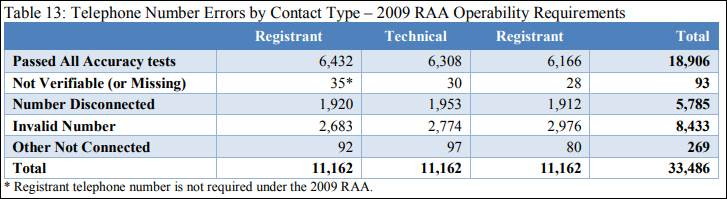 Table 13: Telephone Number Errors by Contact Type – 2009 RAA Operability Requirements
Registrant Technical Registrant Total
Passed All Accuracy tests 6,432 6,308 6,166 18,906
Not Verifiable (or Missing) 35* 30 28 93
Number Disconnected 1,920 1,953 1,912 5,785
Invalid Number 2,683 2,774 2,976 8,433
Other Not Connected 92 97 80 269
Total 11,162 11,162 11,162 33,486
* Registrant telephone number is not required under the 2009 RAA.